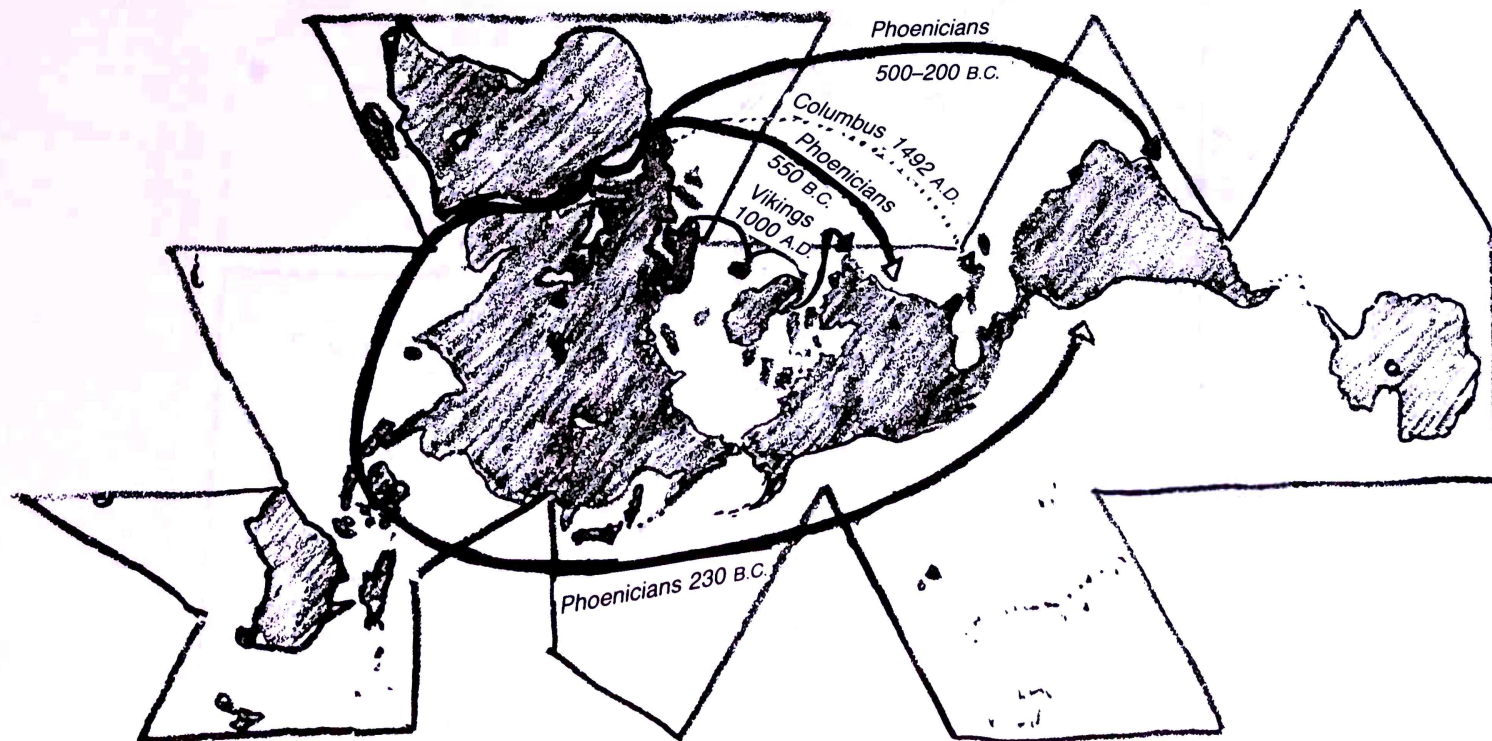 Phoenicians
500–200 B.C.
Columbus 1492 A.D.
Phoenicians
550 B.C.
Vikings
1000 A.D.
Phoenicians 230 B.C.